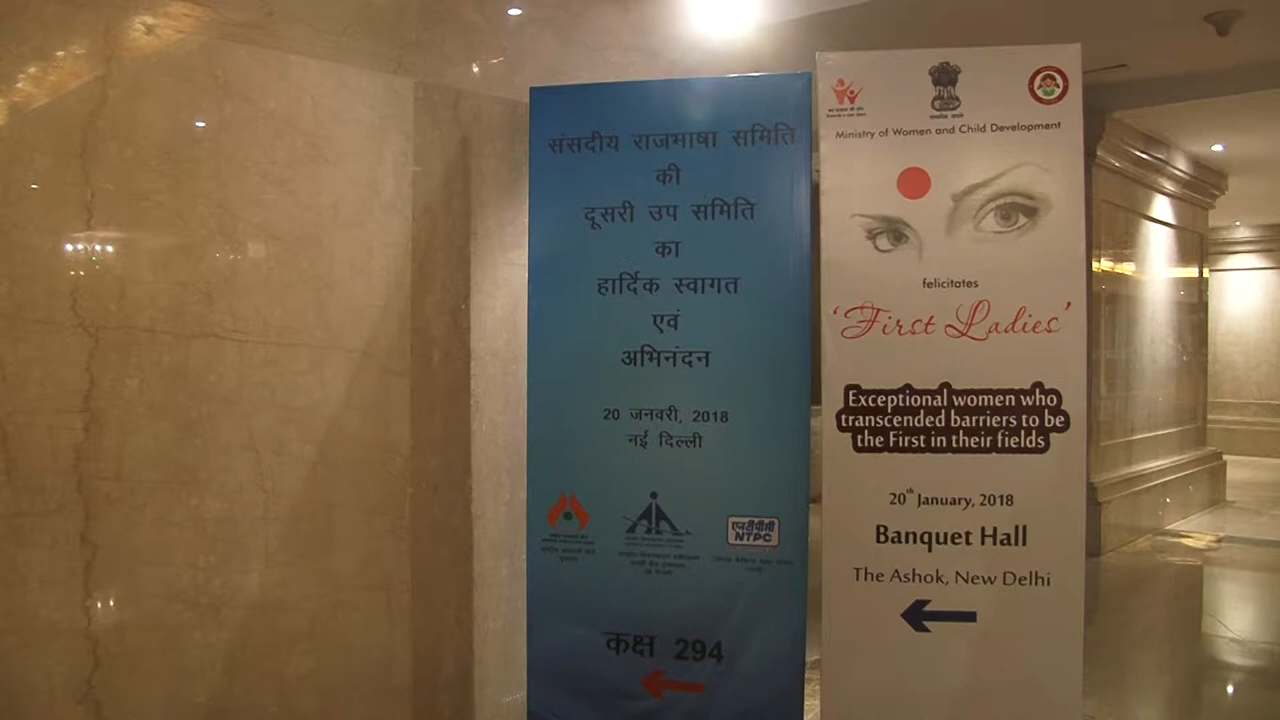 संसदीय राजभाषा समिति
की
दूसरी उप समिति
का
हार्दिक स्वागत
एवं
अभिनंदन
20 जनवरी, 2018
नई दिल्ली
एनटीपीसी
NTPC
कक्ष 294
Ministry of Women and Child Development
felicitates
'First Ladies'
Exceptional women who
transcended barriers to be
the First in their fields
20th January, 2018
Banquet Hall
The Ashok, New Delhi